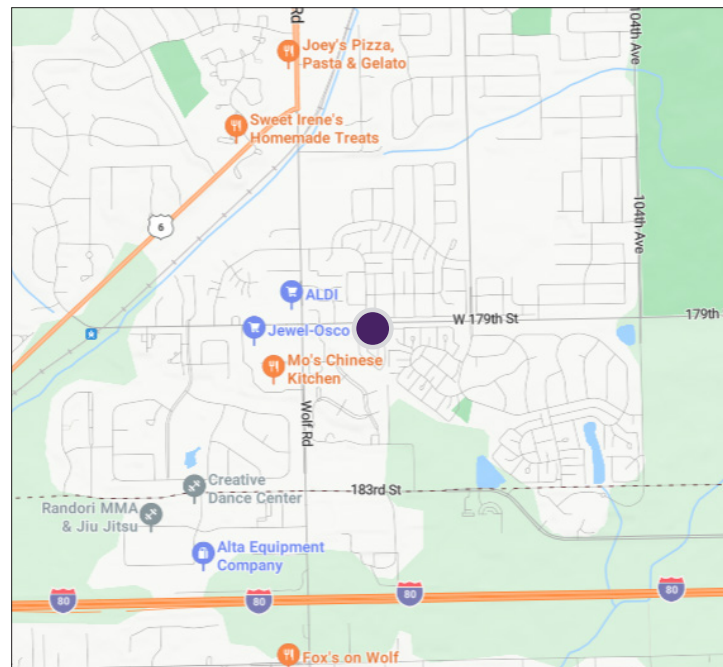 Rd
104th Ave
Joey's Pizza,
Pasta & Gelato
Sweet Irene's
Homemade Treats
6
104th Ave
ALDI
Jewel-Osco
W 179th St
179th
Mo's Chinese
Kitchen
Wolf Rd
Creative
Dance Center
183rd St
Randori MMA
& Jiu Jitsu
Alta Equipment
Company
80
80
80
80
Fox's on Wolf